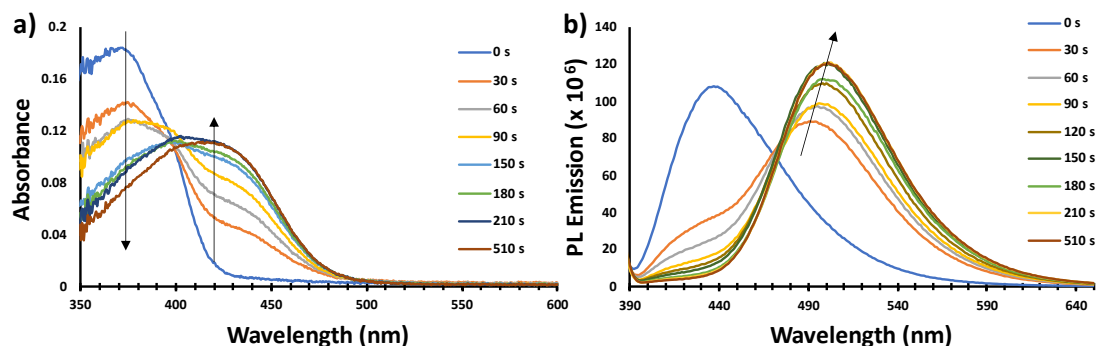 a)
0.2
0.16
0.12
0.08
0.04
0
Absorbance
350 400 450 500 550 600
Wavelength (nm)
0 s
30 s
60 s
90 s
150 s
180 s
210 s
510 s
b)
140
120
100
80
60
40
20
0
PL Emission (x 10⁶)
390 440 490 540 590 640
Wavelength (nm)
0 s
30 s
60 s
90 s
120 s
150 s
180 s
210 s
510 s